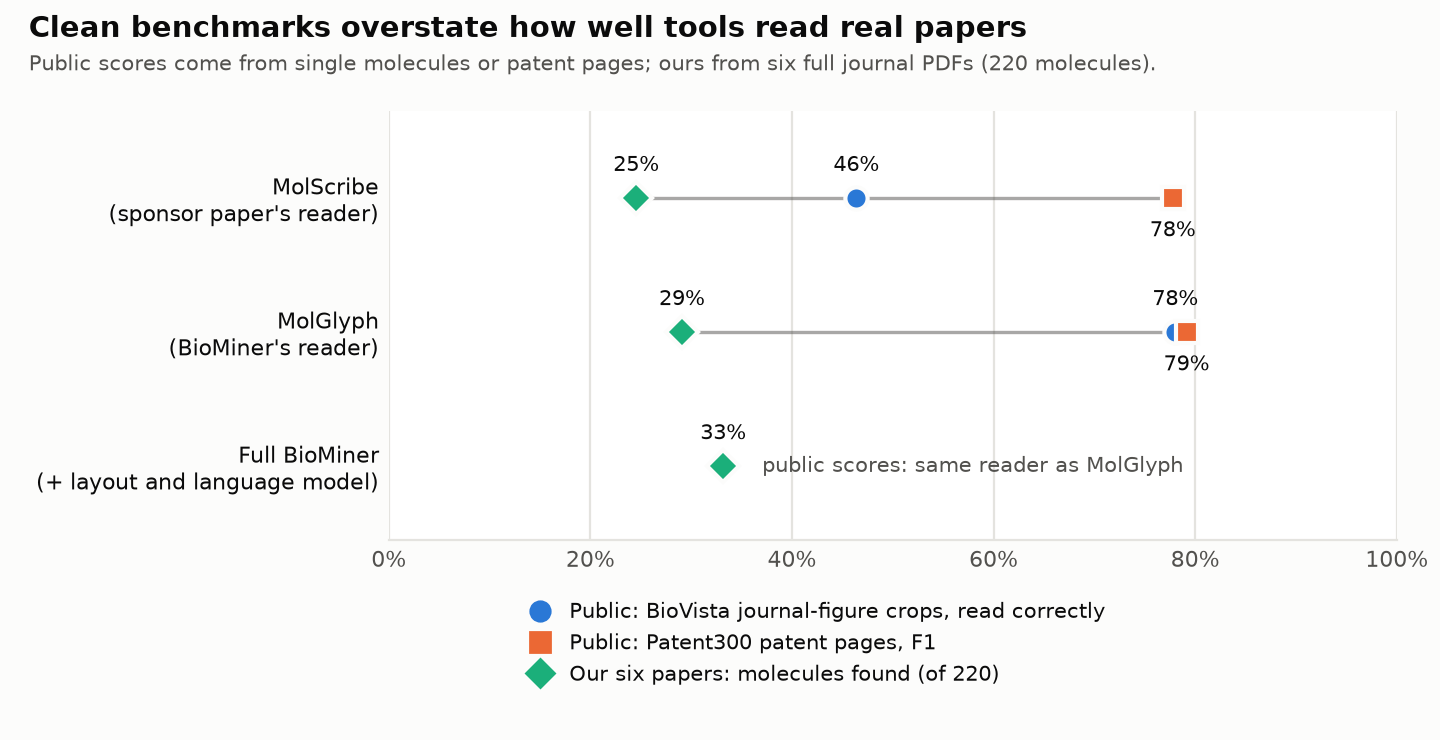 Clean benchmarks overstate how well tools read real papers
Public scores come from single molecules or patent pages; ours from six full journal PDFs (220 molecules).
25%
46%
MolScribe
(sponsor paper's reader)
78%
29%
78%
MolGlyph
(BioMiner's reader)
79%
33%
Full BioMiner
(+ layout and language model)
public scores: same reader as MolGlyph
0%
20%
40%
60%
80%
100%
Public: BioVista journal-figure crops, read correctly
Public: Patent300 patent pages, F1
Our six papers: molecules found (of 220)